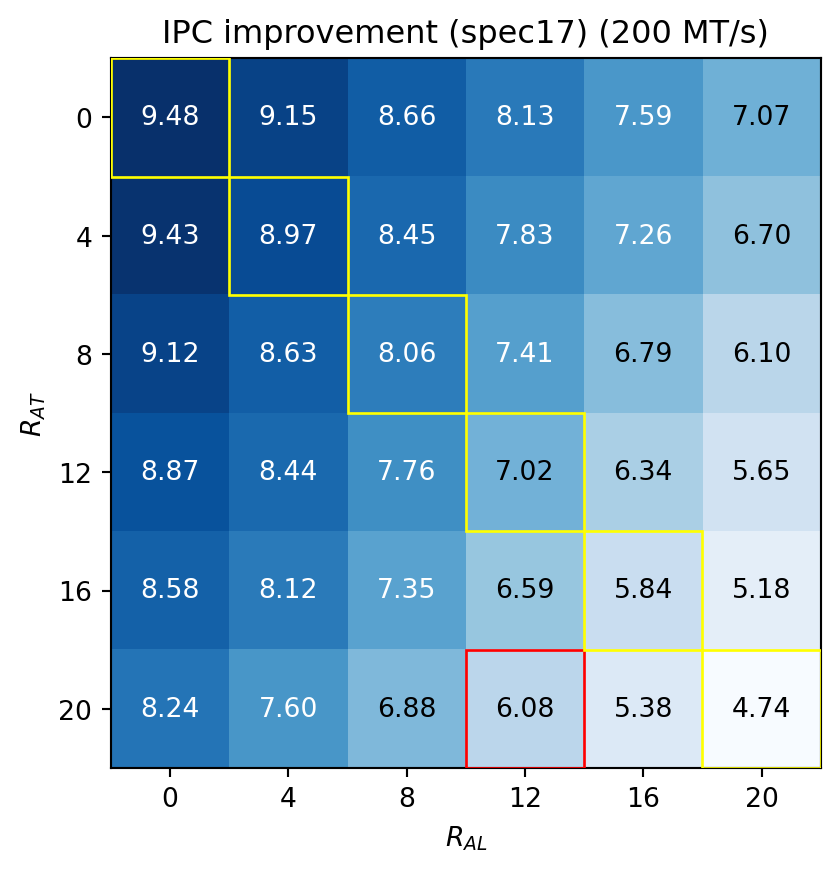 IPC improvement (spec17) (200 MT/s)
0 9.48 9.15 8.66 8.13 7.59 7.07
4 9.43 8.97 8.45 7.83 7.26 6.70
8 9.12 8.63 8.06 7.41 6.79 6.10
R_AT
12 8.87 8.44 7.76 7.02 6.34 5.65
16 8.58 8.12 7.35 6.59 5.84 5.18
20 8.24 7.60 6.88 6.08 5.38 4.74
0 4 8 12 16 20
R_AL